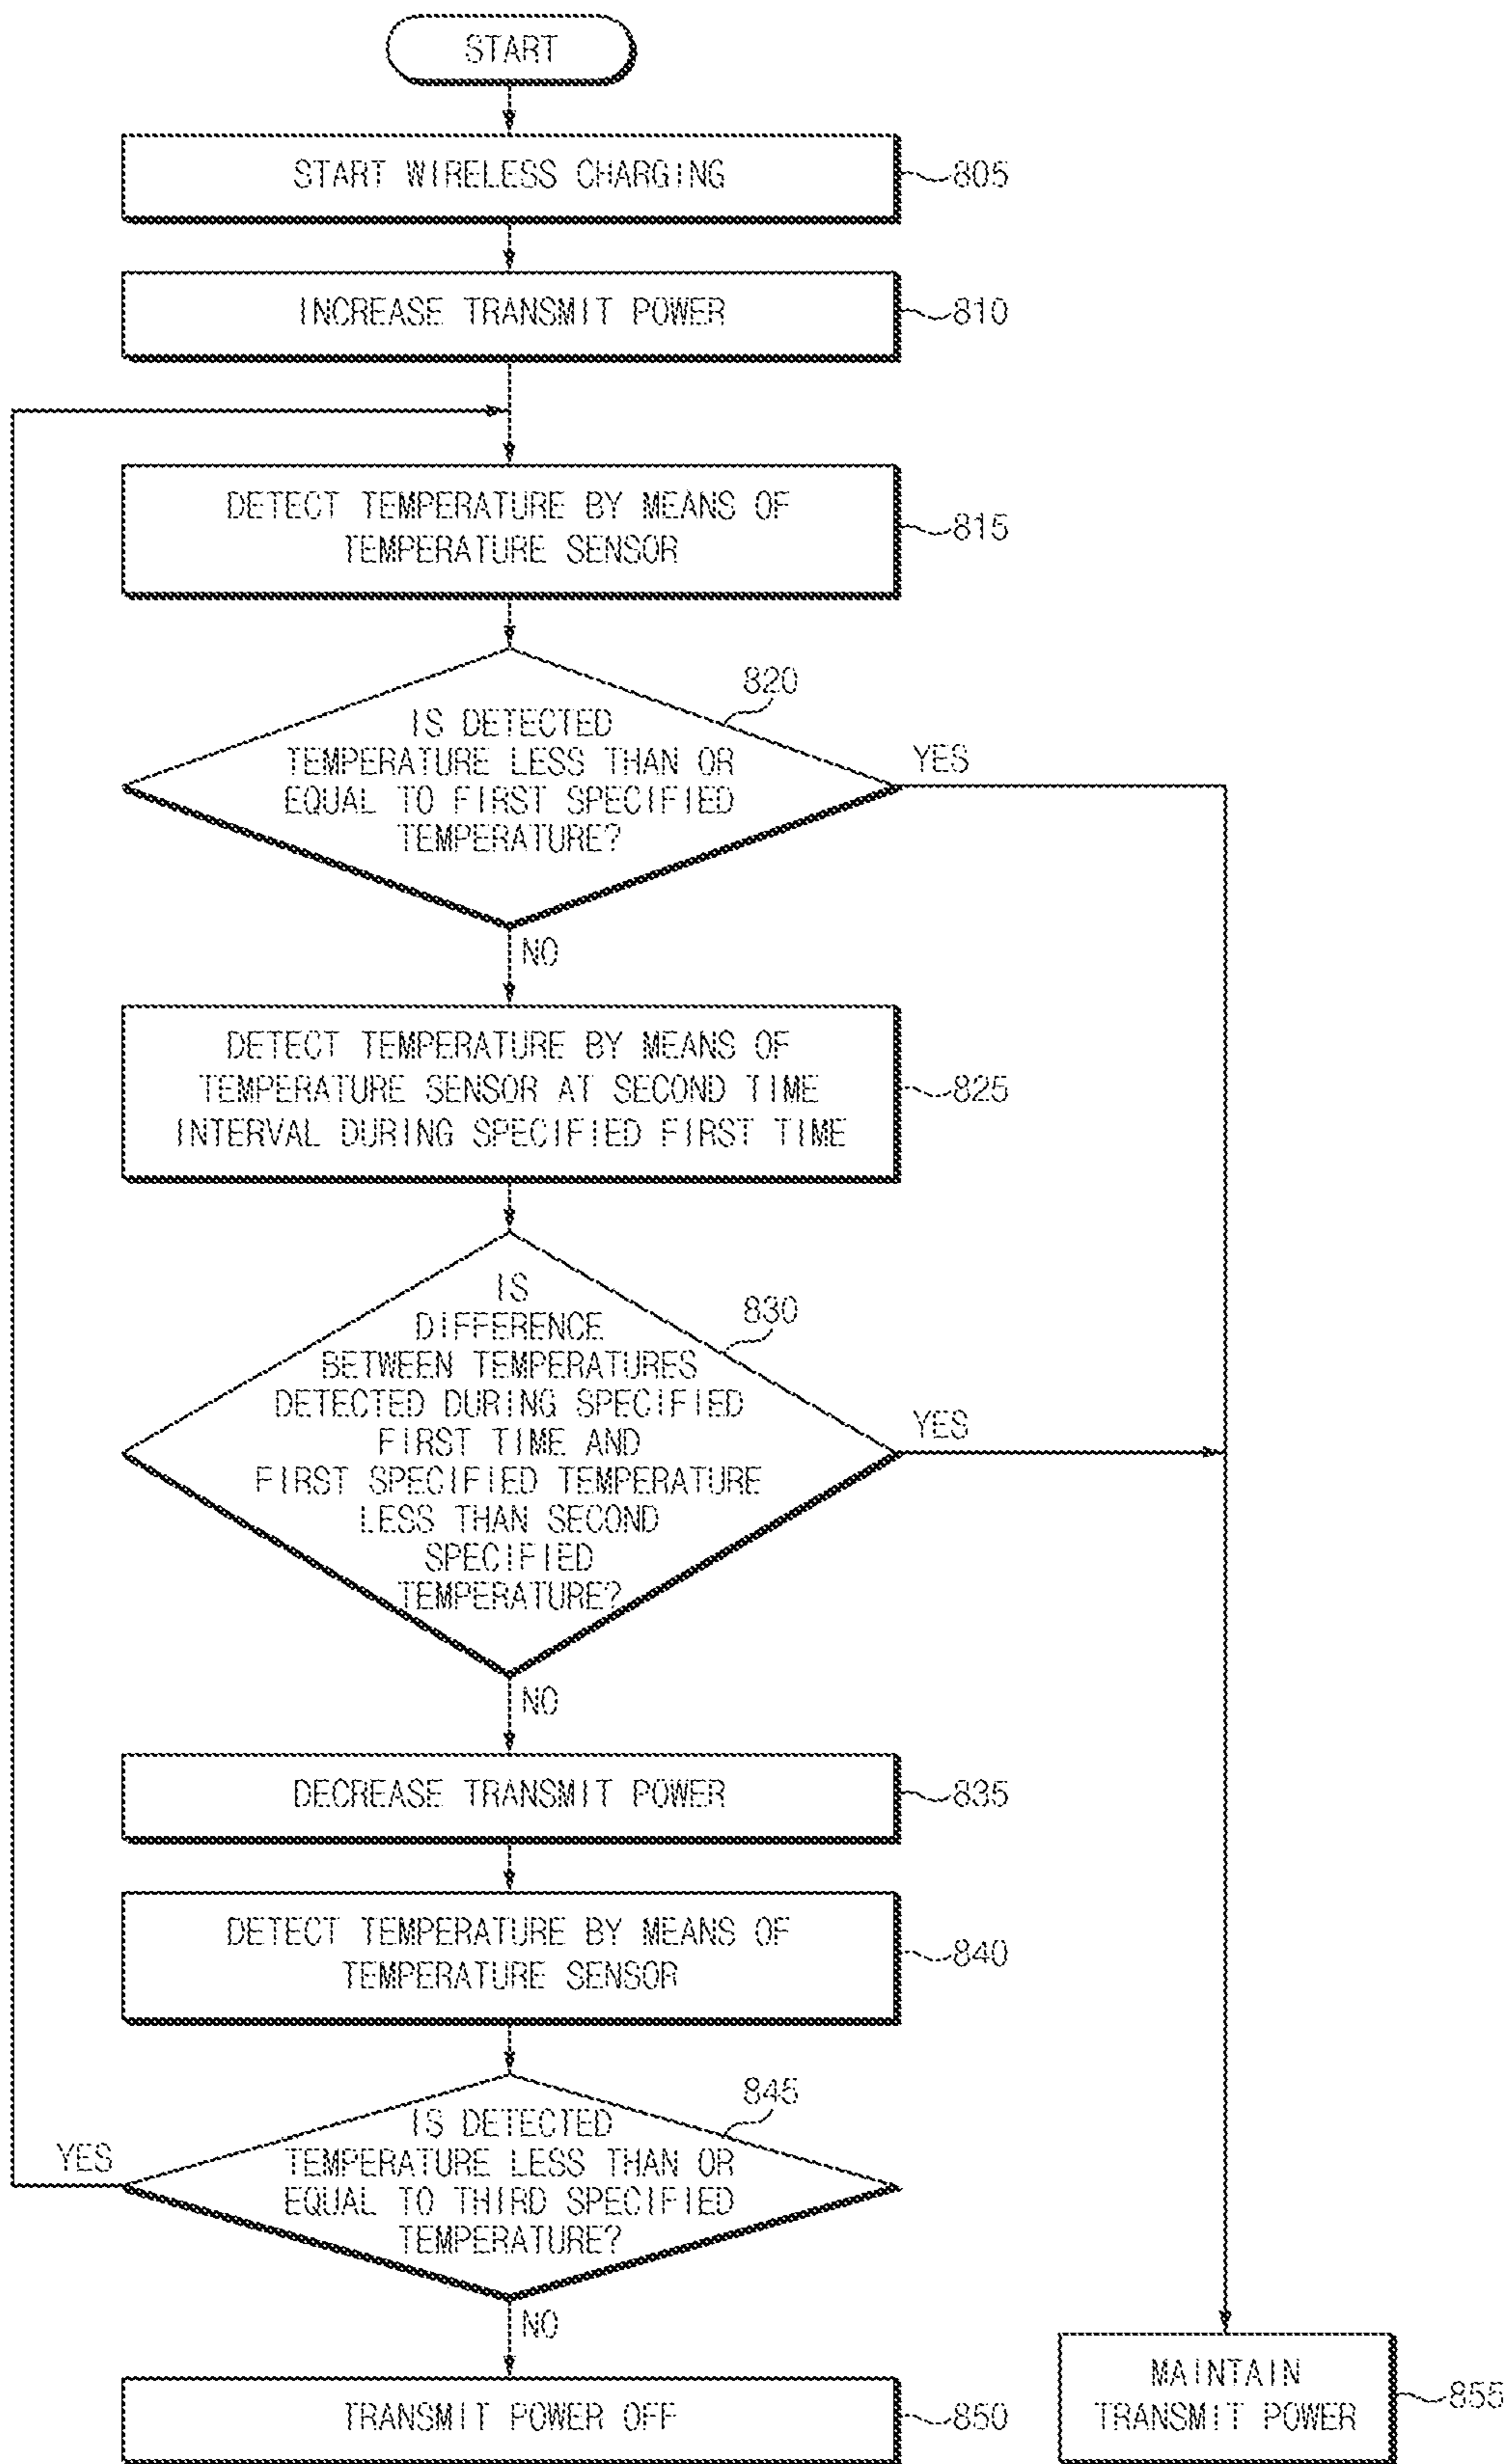 START
START WIRELESS CHARGING
805
INCREASE TRANSMIT POWER
810
DETECT TEMPERATURE BY MEANS OF
TEMPERATURE SENSOR
815
820
IS DETECTED
TEMPERATURE LESS THAN OR
EQUAL TO FIRST SPECIFIED
TEMPERATURE?
YES
NO
DETECT TEMPERATURE BY MEANS OF
TEMPERATURE SENSOR AT SECOND TIME
INTERVAL DURING SPECIFIED FIRST TIME
825
830
IS
DIFFERENCE
BETWEEN TEMPERATURES
DETECTED DURING SPECIFIED
FIRST TIME AND
FIRST SPECIFIED TEMPERATURE
LESS THAN SECOND
SPECIFIED
TEMPERATURE?
YES
NO
DECREASE TRANSMIT POWER
835
DETECT TEMPERATURE BY MEANS OF
TEMPERATURE SENSOR
840
845
IS DETECTED
TEMPERATURE LESS THAN OR
EQUAL TO THIRD SPECIFIED
TEMPERATURE?
YES
NO
TRANSMIT POWER OFF
850
MAINTAIN
TRANSMIT POWER
855